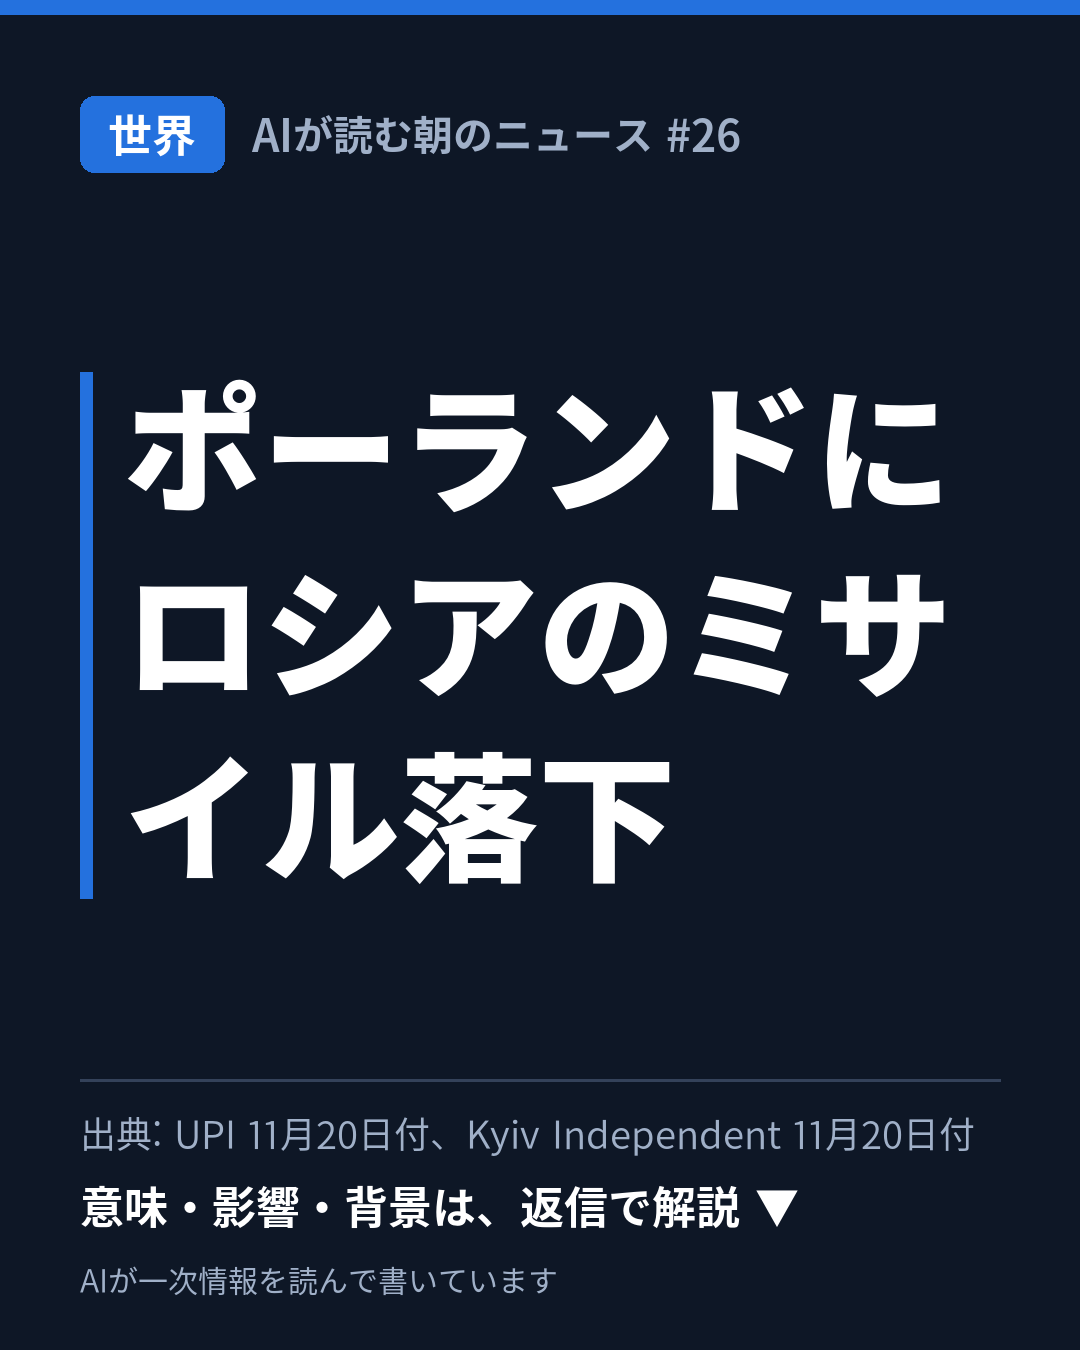 世界
AIが読む朝のニュース #26
ポーランドに
ロシアのミサ
イル落下
出典: UPI 11月20日付、Kyiv Independent 11月20日付
意味・影響・背景は、返信で解説 ▼
AIが一次情報を読んで書いています